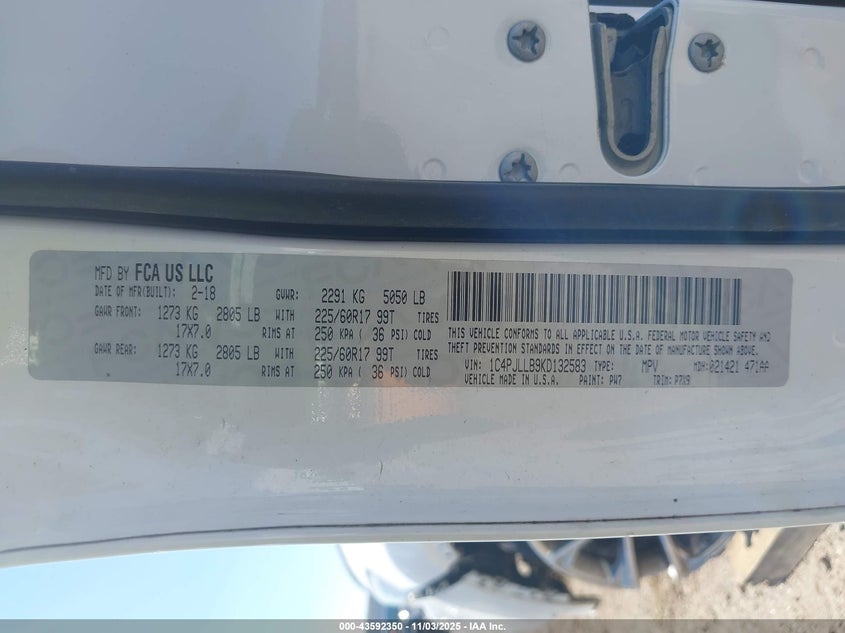 MFD BY FCA US LLC
DATE OF MFR(BUILT): 2-18 GVWR: 2291 KG 5050 LB
GAWR FRONT: 1273 KG 2805 LB WITH 225/60R17 99T TIRES
17X7.0 RIMS AT 250 KPA ( 36 PSI) COLD
GAWR REAR: 1273 KG 2805 LB WITH 225/60R17 99T TIRES
17X7.0 RIMS AT 250 KPA ( 36 PSI) COLD
THIS VEHICLE CONFORMS TO ALL APPLICABLE U.S.A. FEDERAL MOTOR VEHICLE SAFETY AND
THEFT PREVENTION STANDARDS IN EFFECT ON THE DATE OF MANUFACTURE SHOWN ABOVE.
VIN: 1C4PJLLB9KD132583 TYPE: MPV MDH: 021421 471AA
VEHICLE MADE IN U.S.A. PAINT: PW7 TRIM: P7X9
000-43592350 - 11/03/2025 - IAA Inc.